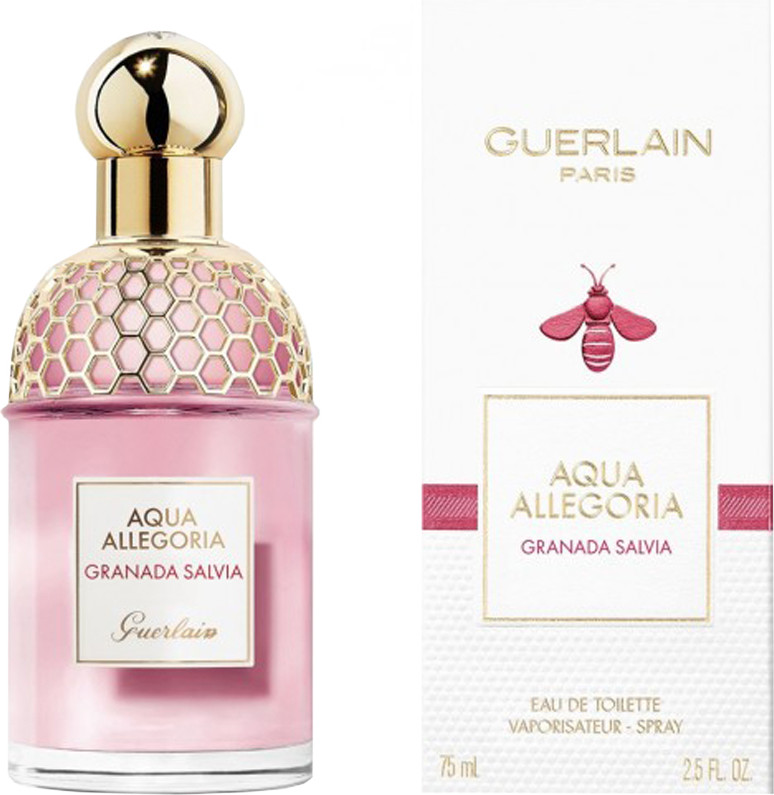 AQUA
ALLEGORIA
GRANADA SALVIA
Guerlain
GUERLAIN
PARIS
AQUA
ALLEGORIA
GRANADA SALVIA
EAU DE TOILETTE
VAPORISATEUR - SPRAY
75 ml 2.5 FL. OZ.